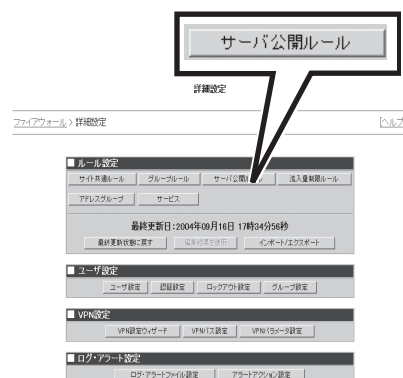 サーバ公開ルール
詳細設定
ファイアウォール > 詳細設定 [ヘルプ
■ ルール設定
サイト共通ルール グループルール サーバ公開 ール 流入量制限ルール
アドレスグループ サービス
最終更新日:2004年09月16日 17時34分56秒
最終更新状態に戻す 編集結果を適用 インポート/エクスポート
■ ユーザ設定
ユーザ設定 認証設定 ロックアウト設定 グループ設定
■ VPN設定
VPN設定ウィザード VPNパス設定 VPNパラメータ設定
■ ログ・アラート設定
ログ・アラートファイル設定 アラートアクション設定